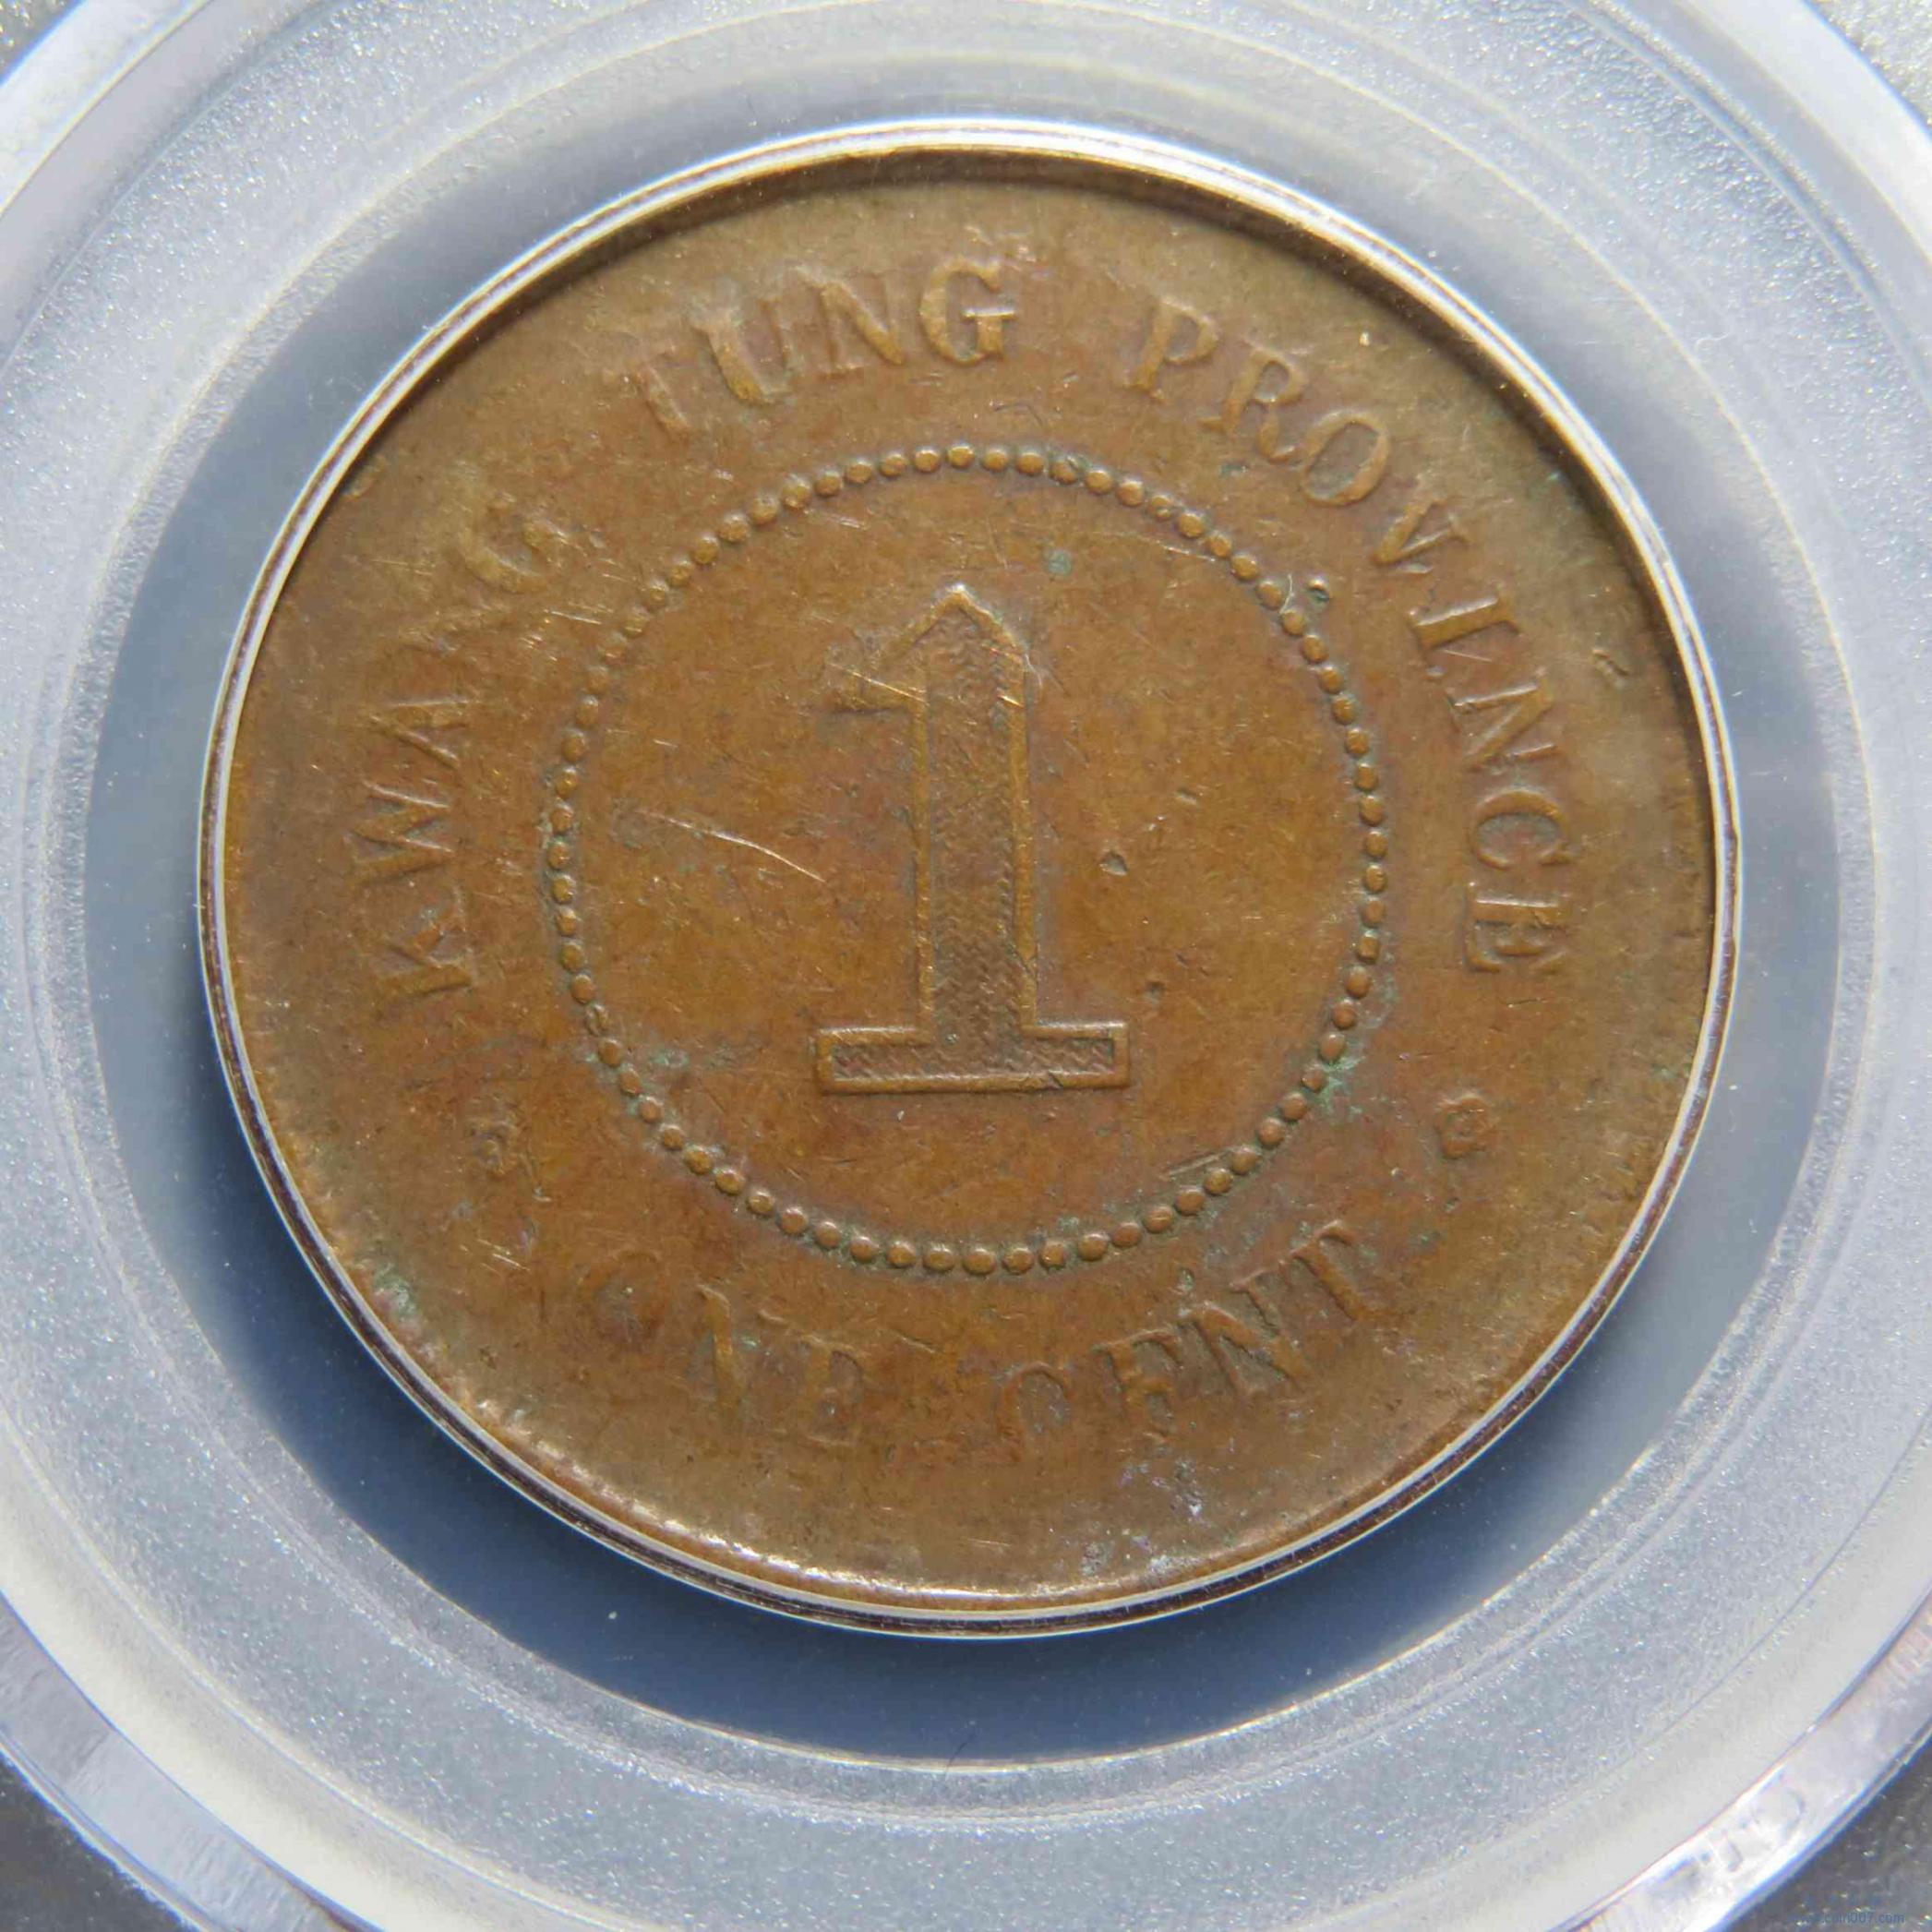 KWANG TUNG PROVINCE
1
ONE CENT